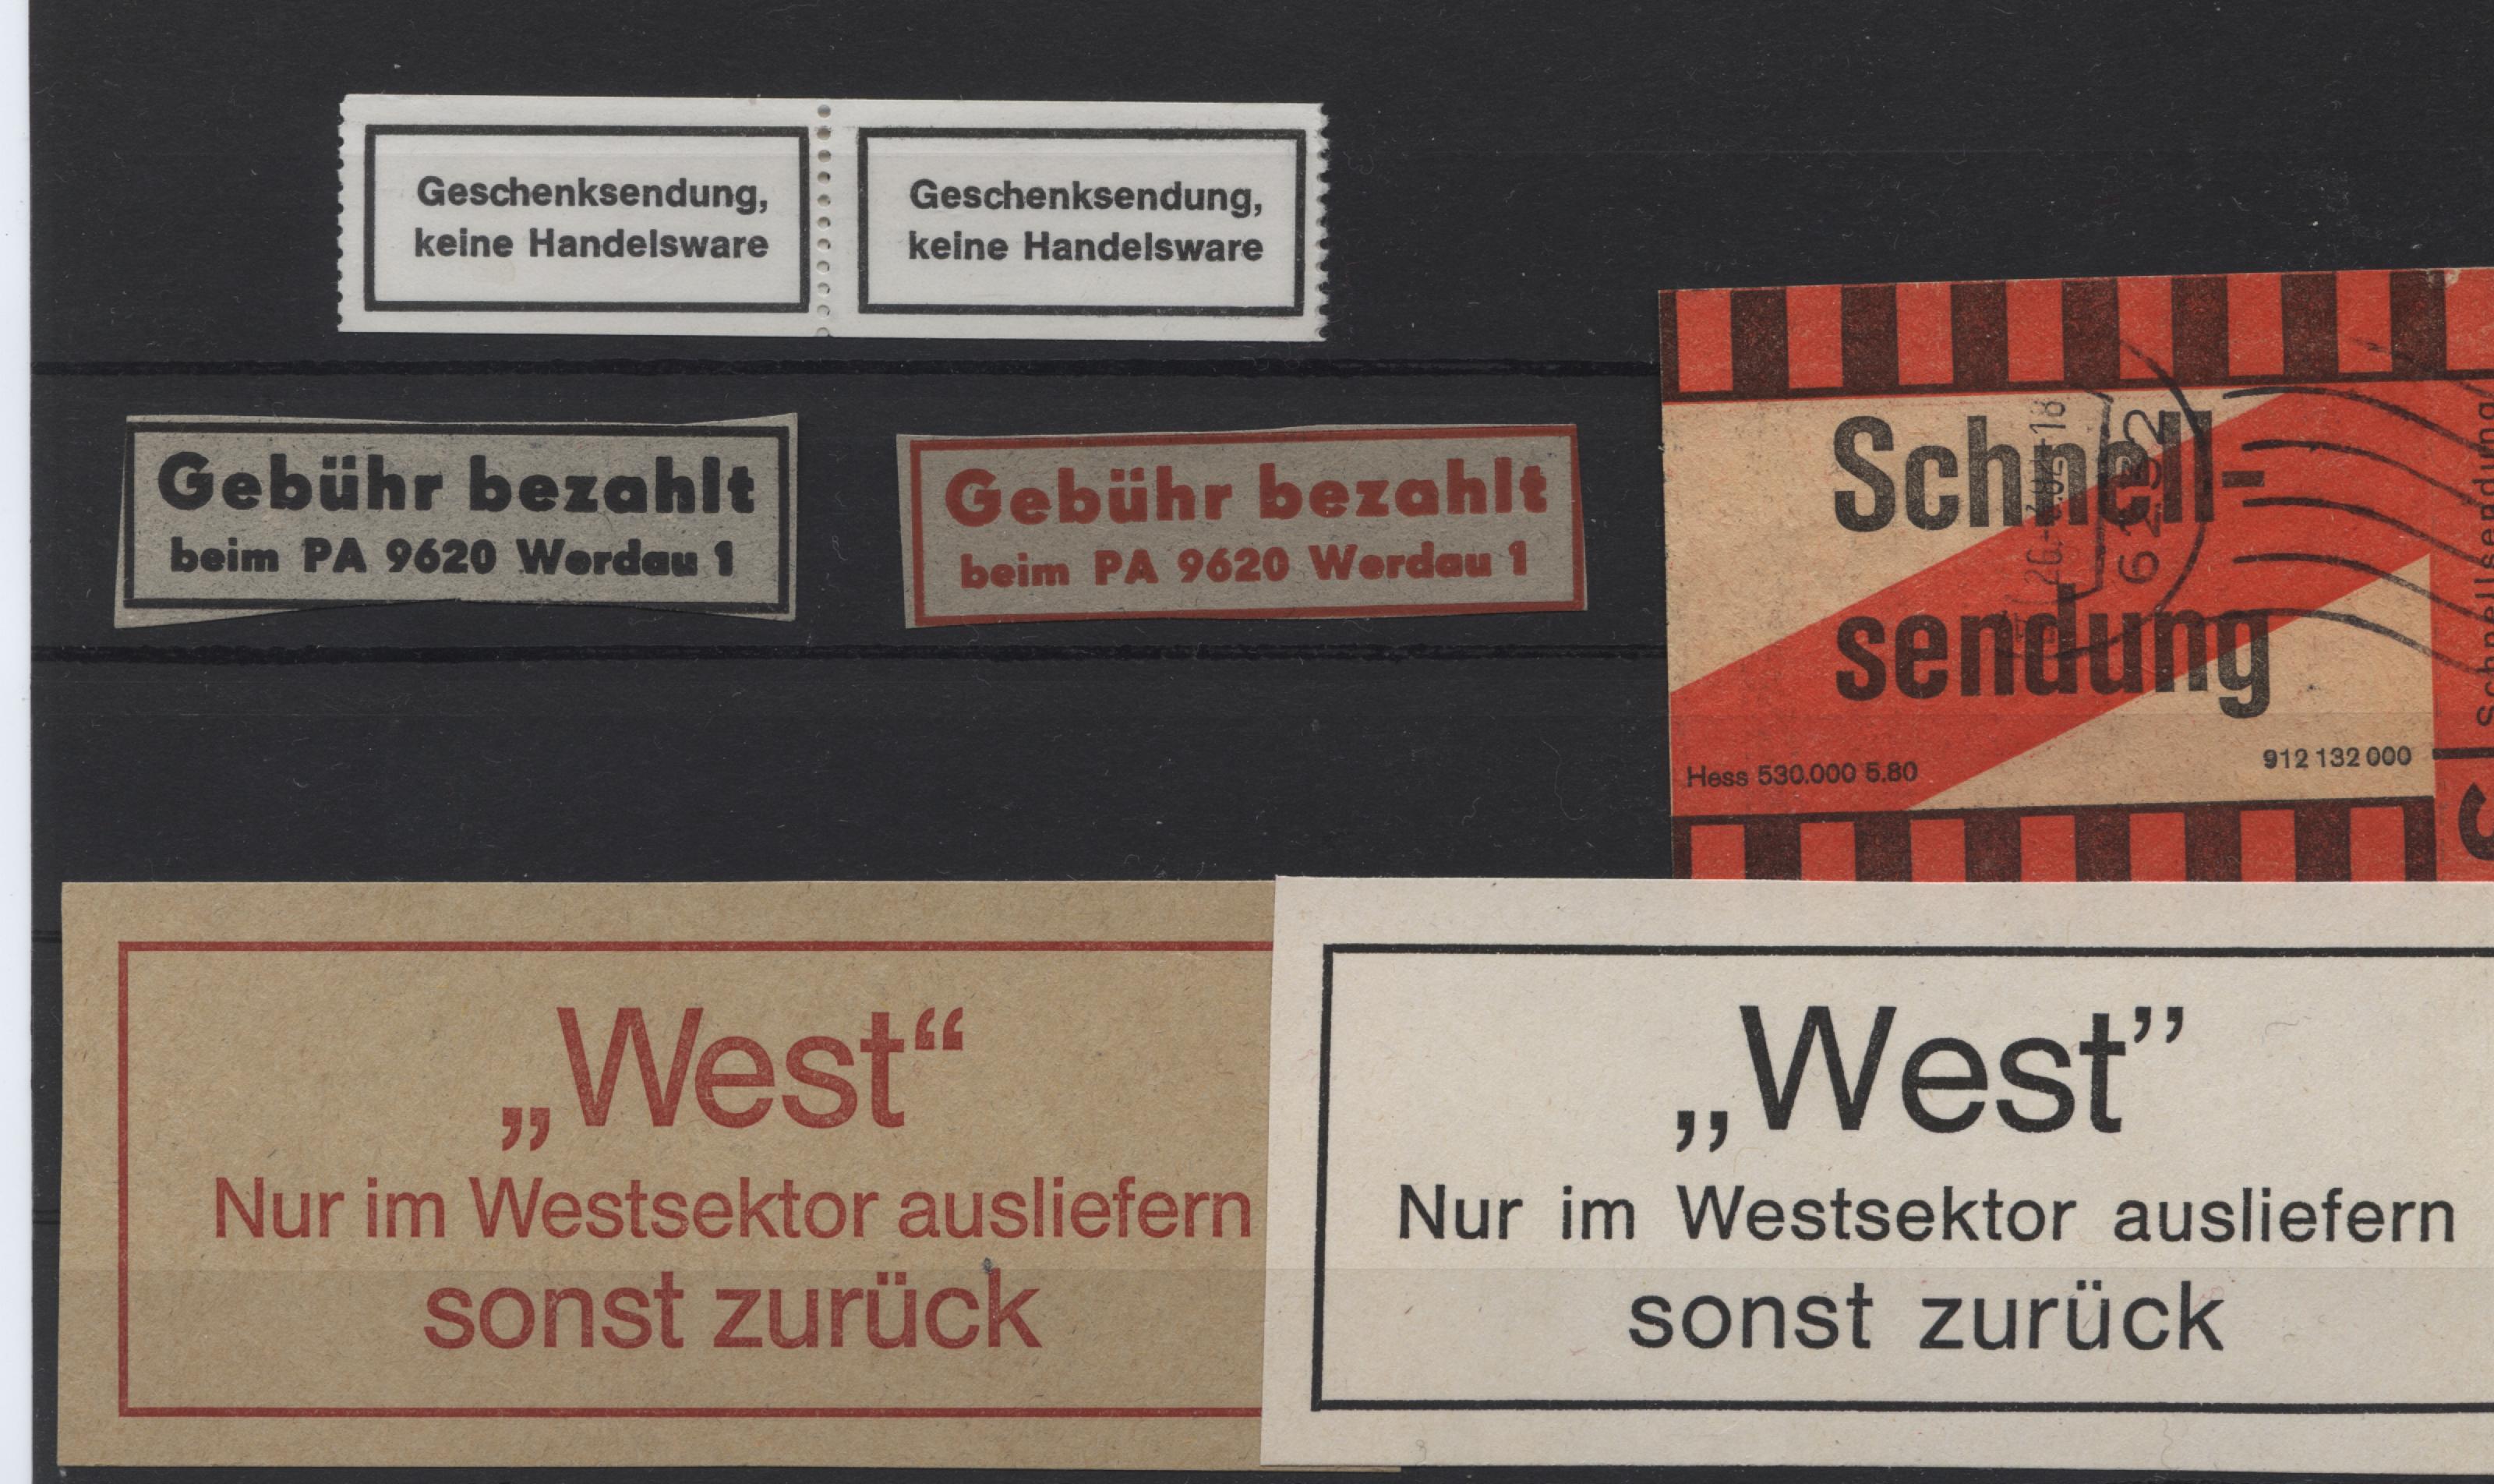 Geschenksendung,
keine Handelsware
Geschenksendung,
keine Handelsware
Gebühr bezahlt
beim PA 9620 Werdau 1
Gebühr bezahlt
beim PA 9620 Werdau 1
Schnell-
sendung
Hess 530.000 5.80
912 132 000
Schnellsendung
6292
„West“
Nur im Westsektor ausliefern
sonst zurück
„West”
Nur im Westsektor ausliefern
sonst zurück